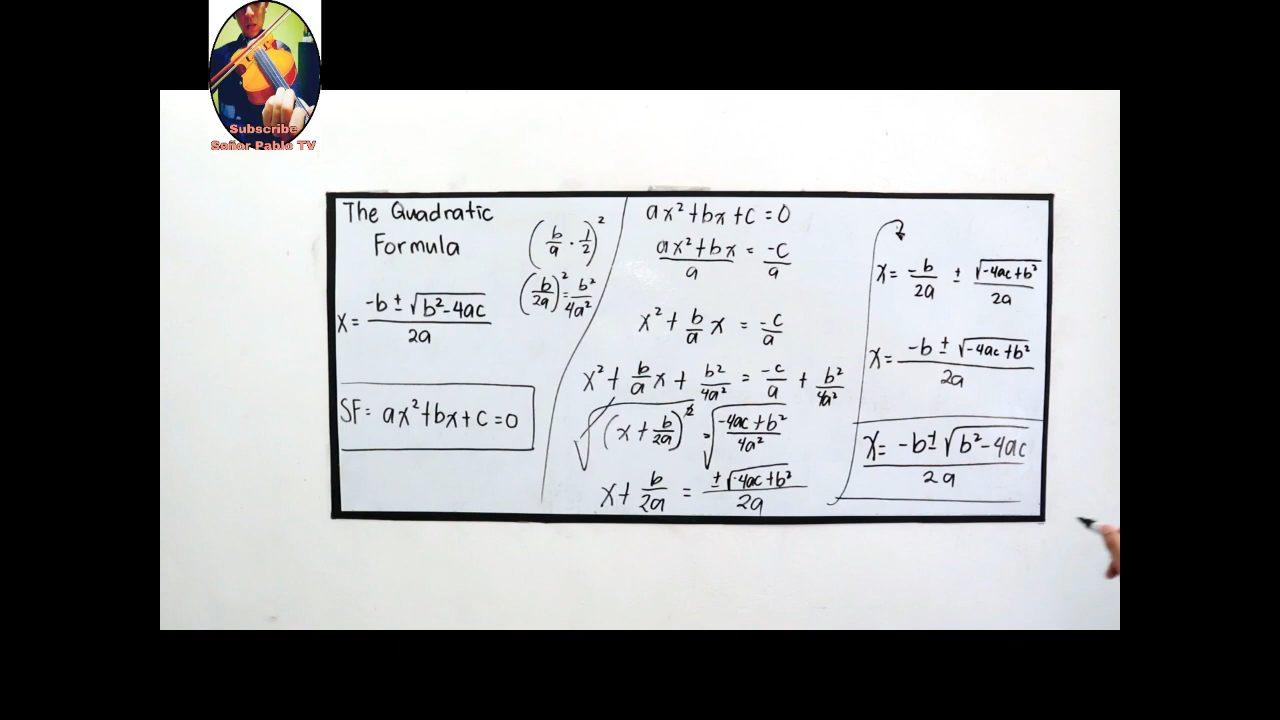 Subscribe
Señor Pablo TV
The Quadratic
Formula
x = (-b ± √(b² - 4ac)) / 2a
SF: ax² + bx + c = 0
(b/a · 1/2)²
(b/2a)² = b²/4a²
ax² + bx + c = 0
(ax² + bx)/a = -c/a
x² + b/a x = -c/a
x² + b/a x + b²/4a² = -c/a + b²/4a²
√(x + b/2a)² = √((-4ac + b²)/4a²)
x + b/2a = ±√(-4ac + b²) / 2a
x = -b/2a ± √(-4ac + b²) / 2a
x = (-b ± √(-4ac + b²)) / 2a
x = (-b ± √(b² - 4ac)) / 2a